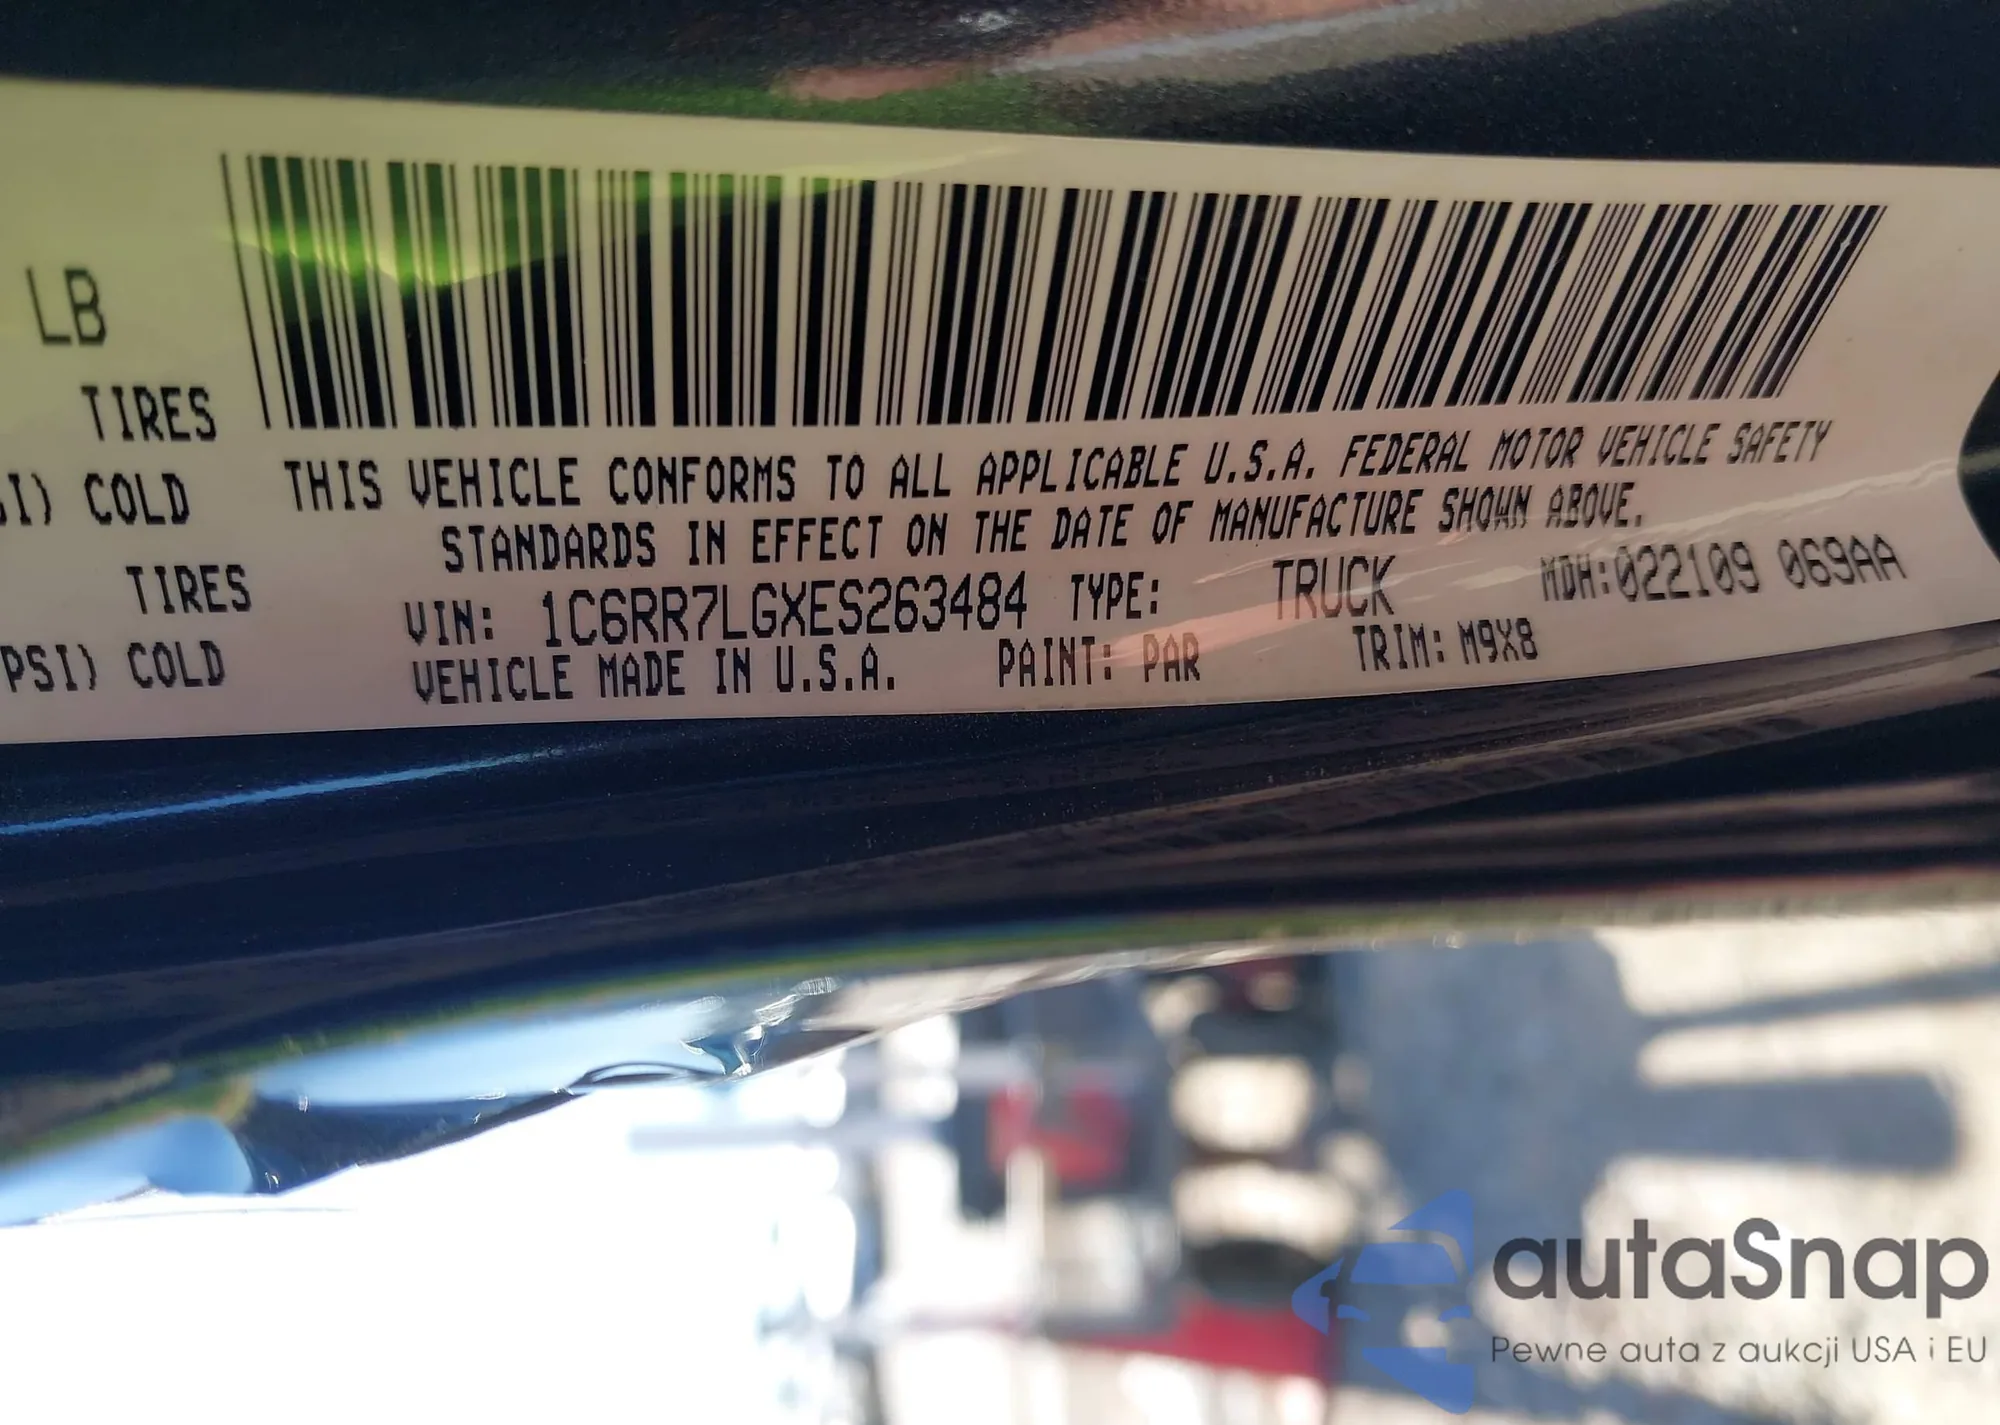 LB
TIRES
SI) COLD
TIRES
PSI) COLD
THIS VEHICLE CONFORMS TO ALL APPLICABLE U.S.A. FEDERAL MOTOR VEHICLE SAFETY
STANDARDS IN EFFECT ON THE DATE OF MANUFACTURE SHOWN ABOVE.
VIN: 1C6RR7LGXES263484 TYPE: TRUCK MDH:022109 069AA
VEHICLE MADE IN U.S.A. PAINT: PAR TRIM: M9X8
autaSnap
Pewne auta z aukcji USA i EU